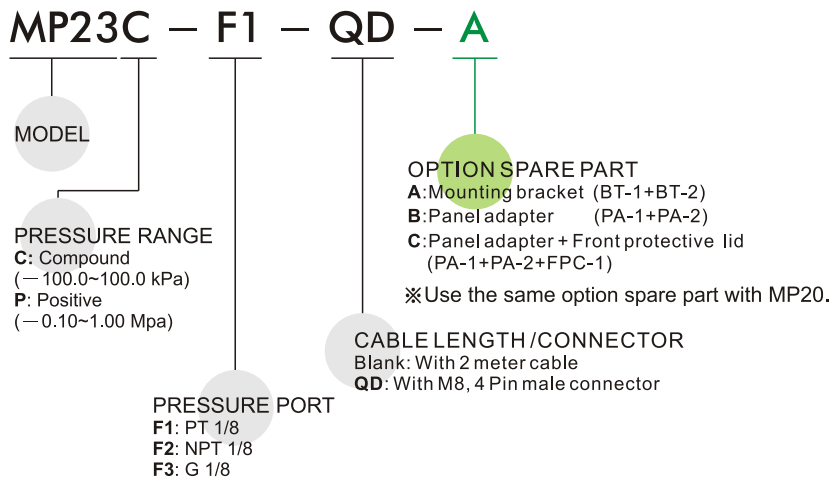 MP23C － F1 － QD － A
MODEL
PRESSURE RANGE
C: Compound
(－100.0~100.0 kPa)
P: Positive
(－0.10~1.00 Mpa)
PRESSURE PORT
F1: PT 1/8
F2: NPT 1/8
F3: G 1/8
CABLE LENGTH/CONNECTOR
Blank: With 2 meter cable
QD: With M8, 4 Pin male connector
OPTION SPARE PART
A:Mounting bracket (BT-1+BT-2)
B:Panel adapter (PA-1+PA-2)
C:Panel adapter + Front protective lid
(PA-1+PA-2+FPC-1)
※Use the same option spare part with MP20.